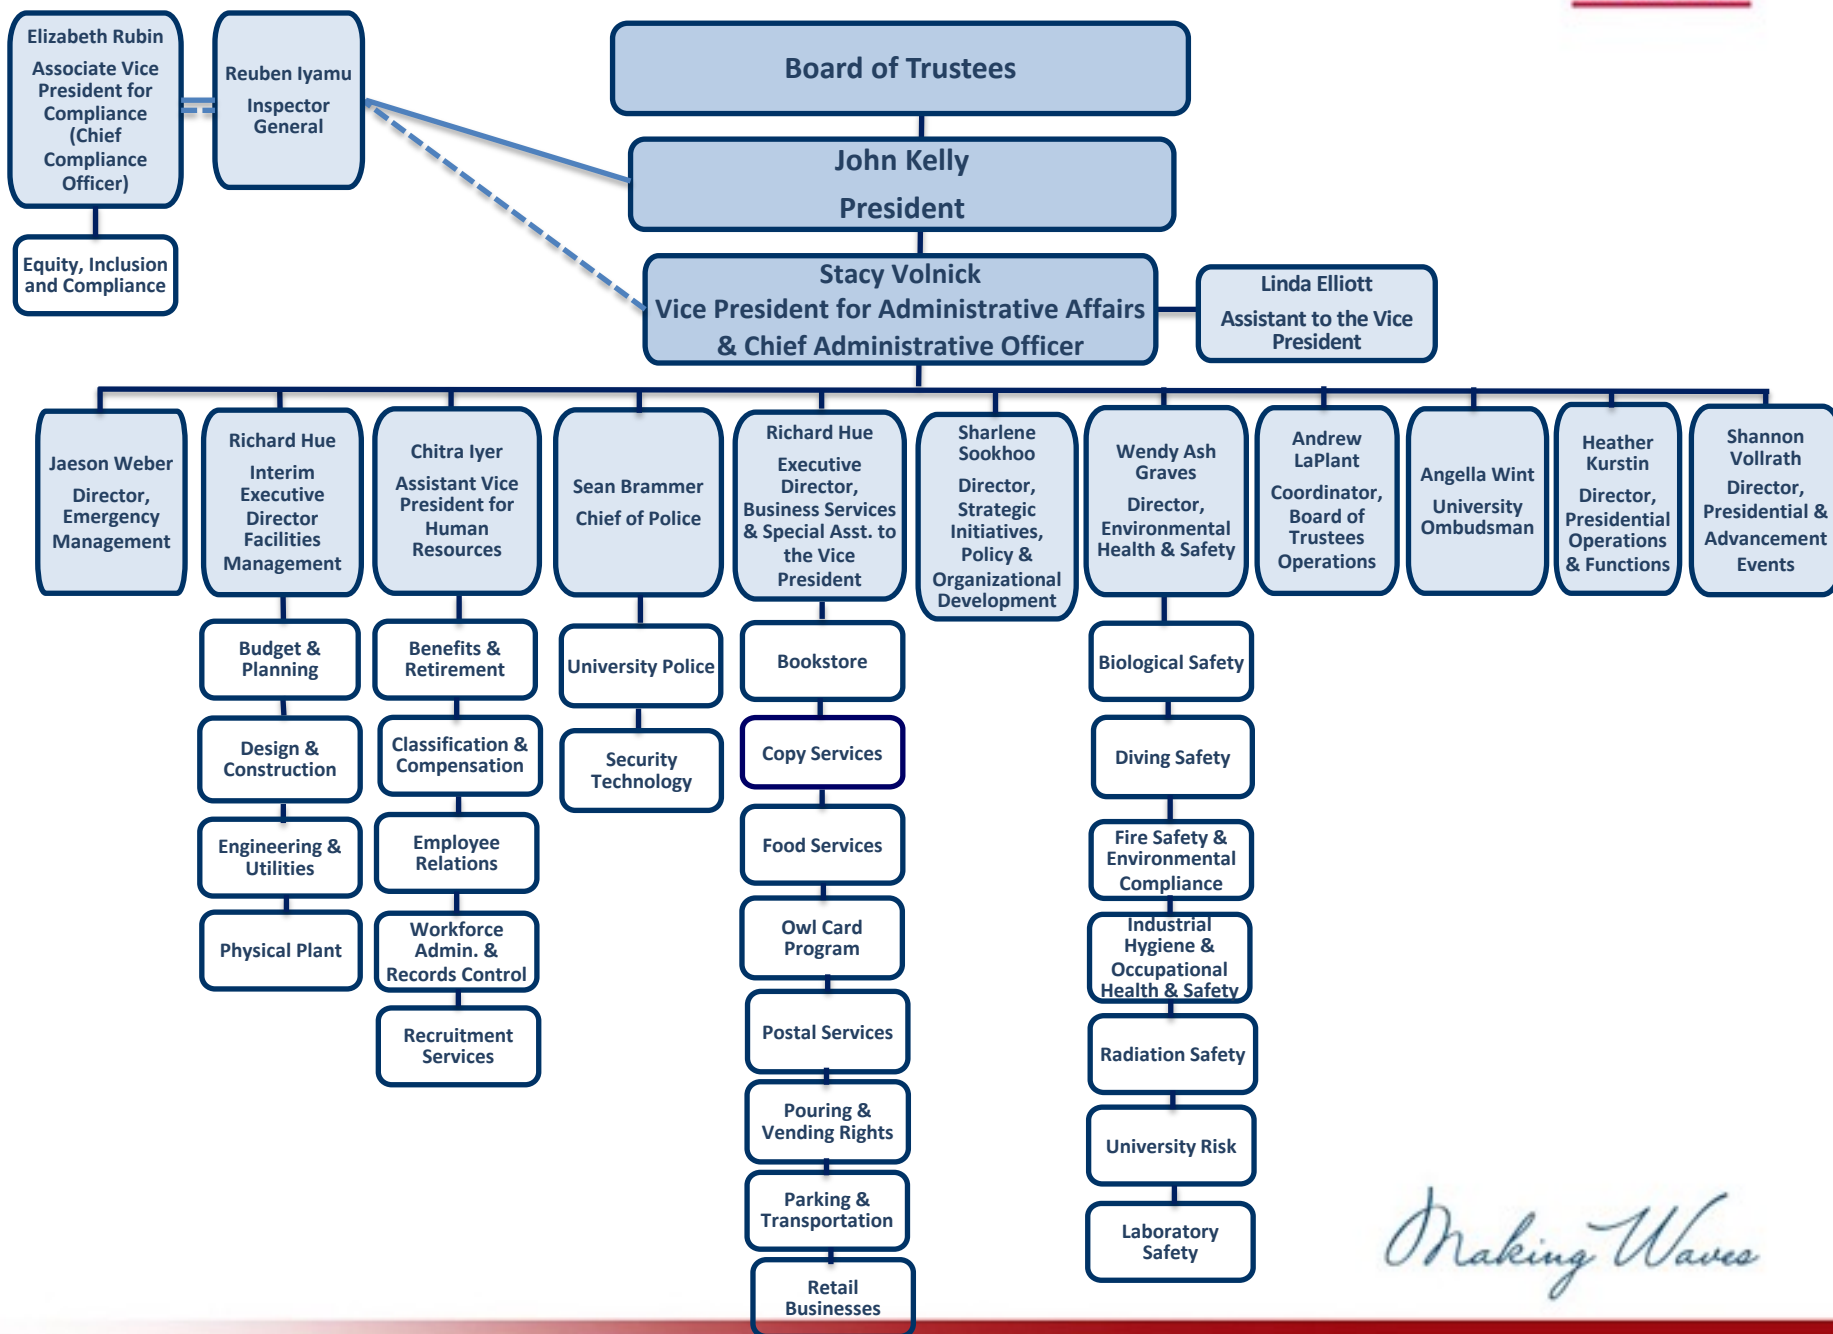 Elizabeth Rubin
Associate Vice
President for
Compliance
(Chief
Compliance
Officer)
Reuben Iyamu
Inspector
General
Equity, Inclusion
and Compliance
Board of Trustees
John Kelly
President
Stacy Volnick
Vice President for Administrative Affairs
& Chief Administrative Officer
Linda Elliott
Assistant to the Vice
President
Jaeson Weber
Director,
Emergency
Management
Richard Hue
Interim
Executive
Director
Facilities
Management
Chitra Iyer
Assistant Vice
President for
Human
Resources
Sean Brammer
Chief of Police
Richard Hue
Executive
Director,
Business Services
& Special Asst. to
the Vice
President
Sharlene
Sookhoo
Director,
Strategic
Initiatives,
Policy &
Organizational
Development
Wendy Ash
Graves
Director,
Environmental
Health & Safety
Andrew
LaPlant
Coordinator,
Board of
Trustees
Operations
Angella Wint
University
Ombudsman
Heather
Kurstin
Director,
Presidential
Operations
& Functions
Shannon
Vollrath
Director,
Presidential &
Advancement
Events
Budget &
Planning
Design &
Construction
Engineering &
Utilities
Physical Plant
Benefits &
Retirement
Classification &
Compensation
Employee
Relations
Workforce
Admin. &
Records Control
Recruitment
Services
University Police
Security
Technology
Bookstore
Copy Services
Food Services
Owl Card
Program
Postal Services
Pouring &
Vending Rights
Parking &
Transportation
Retail
Businesses
Biological Safety
Diving Safety
Fire Safety &
Environmental
Compliance
Industrial
Hygiene &
Occupational
Health & Safety
Radiation Safety
University Risk
Laboratory
Safety
Making Waves